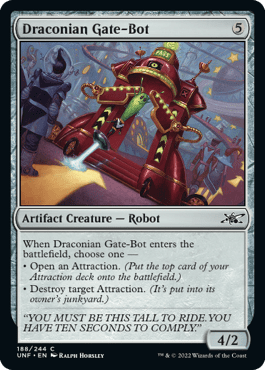 Draconian Gate-Bot 5
Artifact Creature — Robot
When Draconian Gate-Bot enters the
battlefield, choose one —
• Open an Attraction. (Put the top card of your
Attraction deck onto the battlefield.)
• Destroy target Attraction. (It's put into its
owner's junkyard.)
"YOU MUST BE THIS TALL TO RIDE.YOU
HAVE TEN SECONDS TO COMPLY."
4/2
188/244 C
UNF • EN RALPH HORSLEY
™ & © 2022 Wizards of the Coast